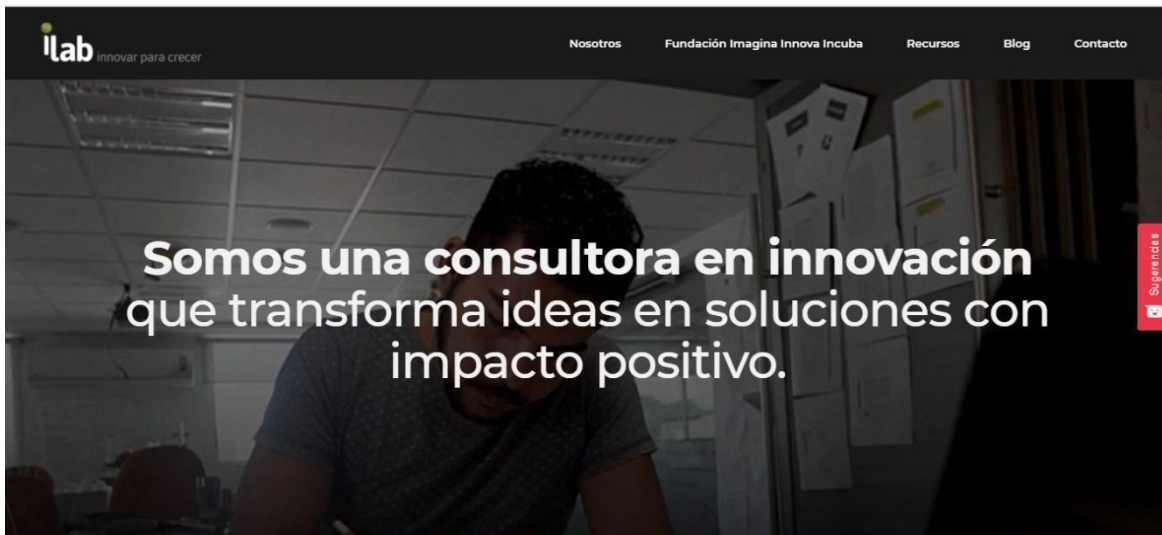 ilab innovar para crecer
Nosotros Fundación Imagina Innova Incuba Recursos Blog Contacto
Somos una consultora en innovación
que transforma ideas en soluciones con
impacto positivo.